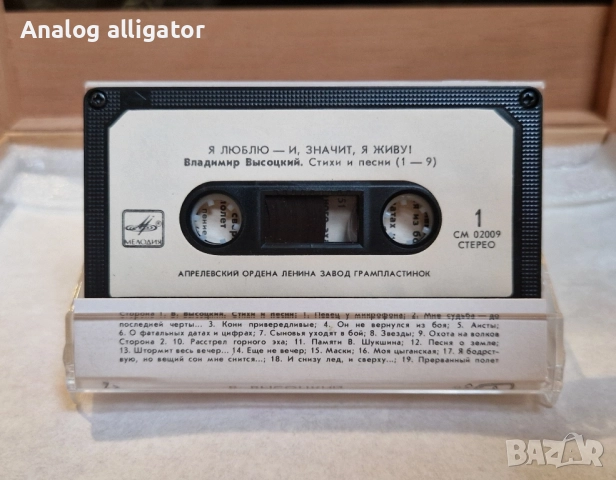 Analog alligator
Я ЛЮБЛЮ — И, ЗНАЧИТ, Я ЖИВУ!
Владимир Высоцкий. Стихи и песни (1 — 9)
МЕЛОДИЯ
1
СМ 02009
СТЕРЕО
АПРЕЛЕВСКИЙ ОРДЕНА ЛЕНИНА ЗАВОД ГРАМПЛАСТИНОК
Сторона 1. В. Высоцкий. Стихи и песни: 1. Певец у микрофона; 2. Мне судьба — до
последней черты... 3. Кони привередливые; 4. Он не вернулся из боя; 5. Аисты;
6. О фатальных датах и цифрах; 7. Сыновья уходят в бой; 8. Звезды; 9. Охота на волков
Сторона 2. 10. Расстрел горного эха; 11. Памяти В. Шукшина; 12. Песня о земле;
13. Штормит весь вечер... 14. Еще не вечер; 15. Маски; 16. Моя цыганская; 17. Я бодрст-
вую, но вещий сон мне снится...; 18. И снизу лед, и сверху...; 19. Прерванный полет
BAZAR